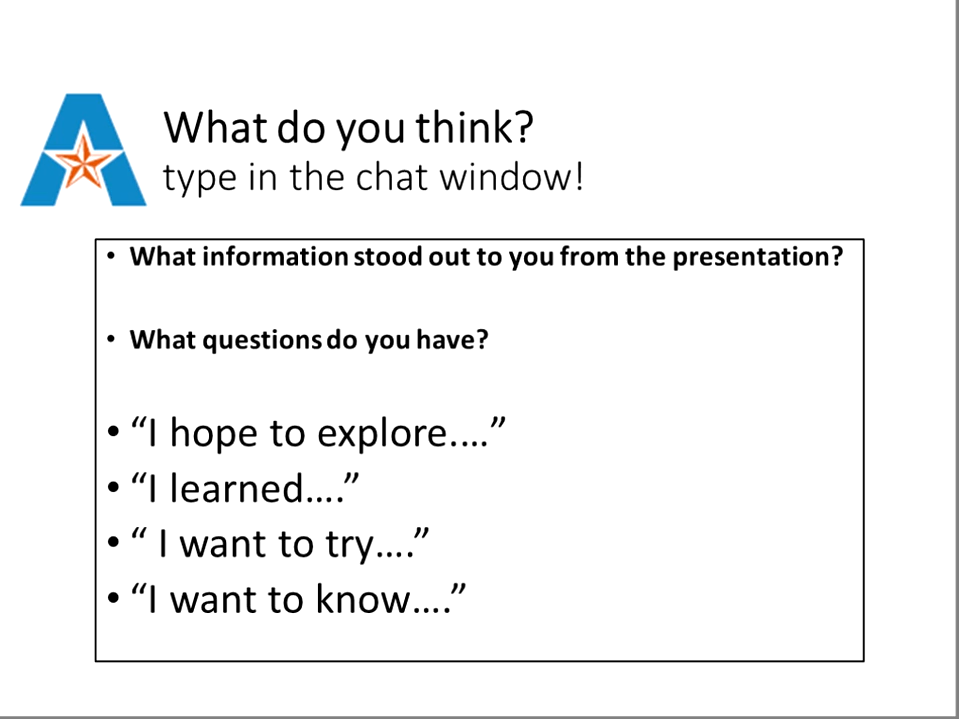 What do you think?
type in the chat window!
• What information stood out to you from the presentation?
• What questions do you have?
• “I hope to explore.…”
• “I learned….”
• “ I want to try….”
• “I want to know….”